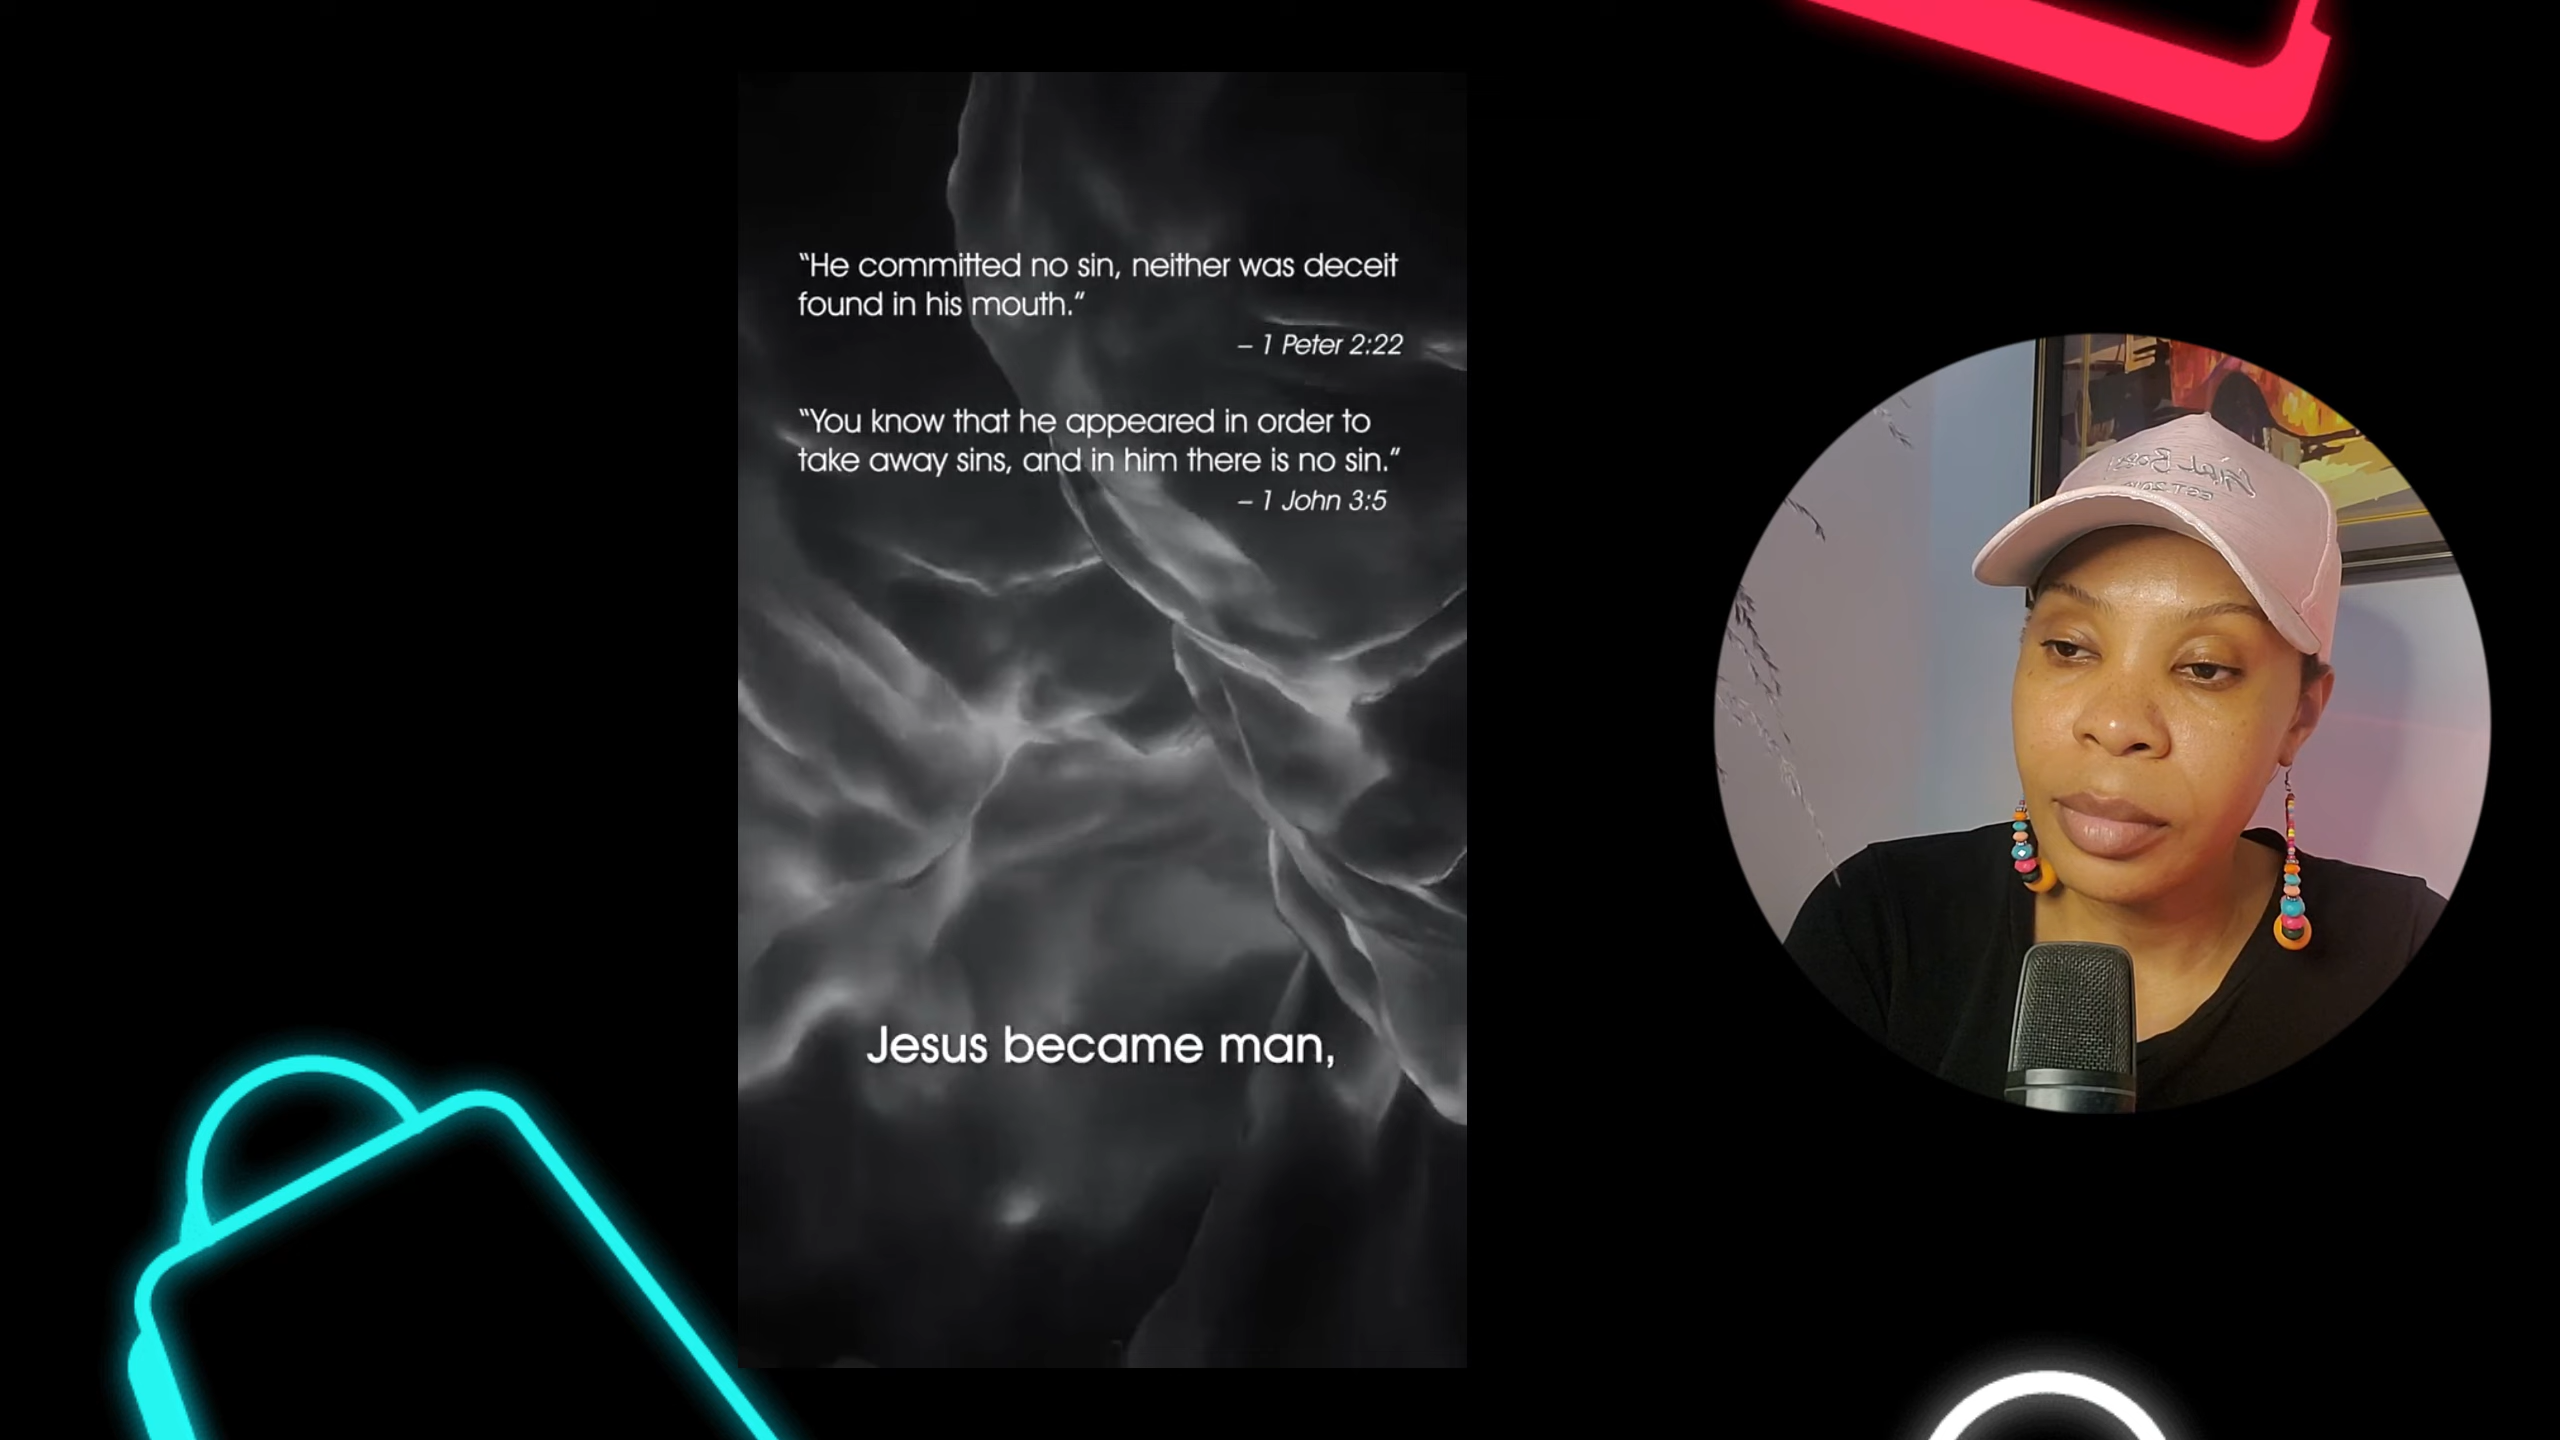 “He committed no sin, neither was deceit
found in his mouth.”
– 1 Peter 2:22
“You know that he appeared in order to
take away sins, and in him there is no sin.”
– 1 John 3:5
Jesus became man,